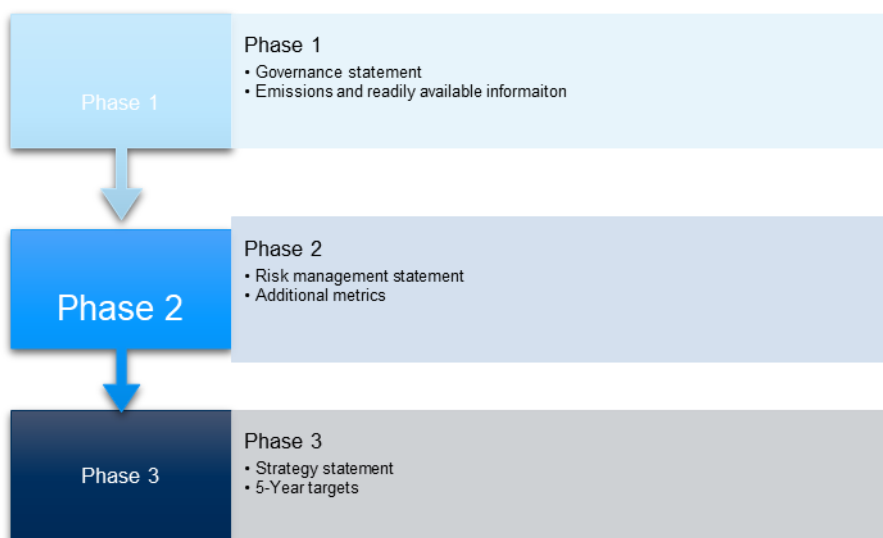 Phase 1
Phase 1
• Governance statement
• Emissions and readily available informaiton
Phase 2
Phase 2
• Risk management statement
• Additional metrics
Phase 3
Phase 3
• Strategy statement
• 5-Year targets